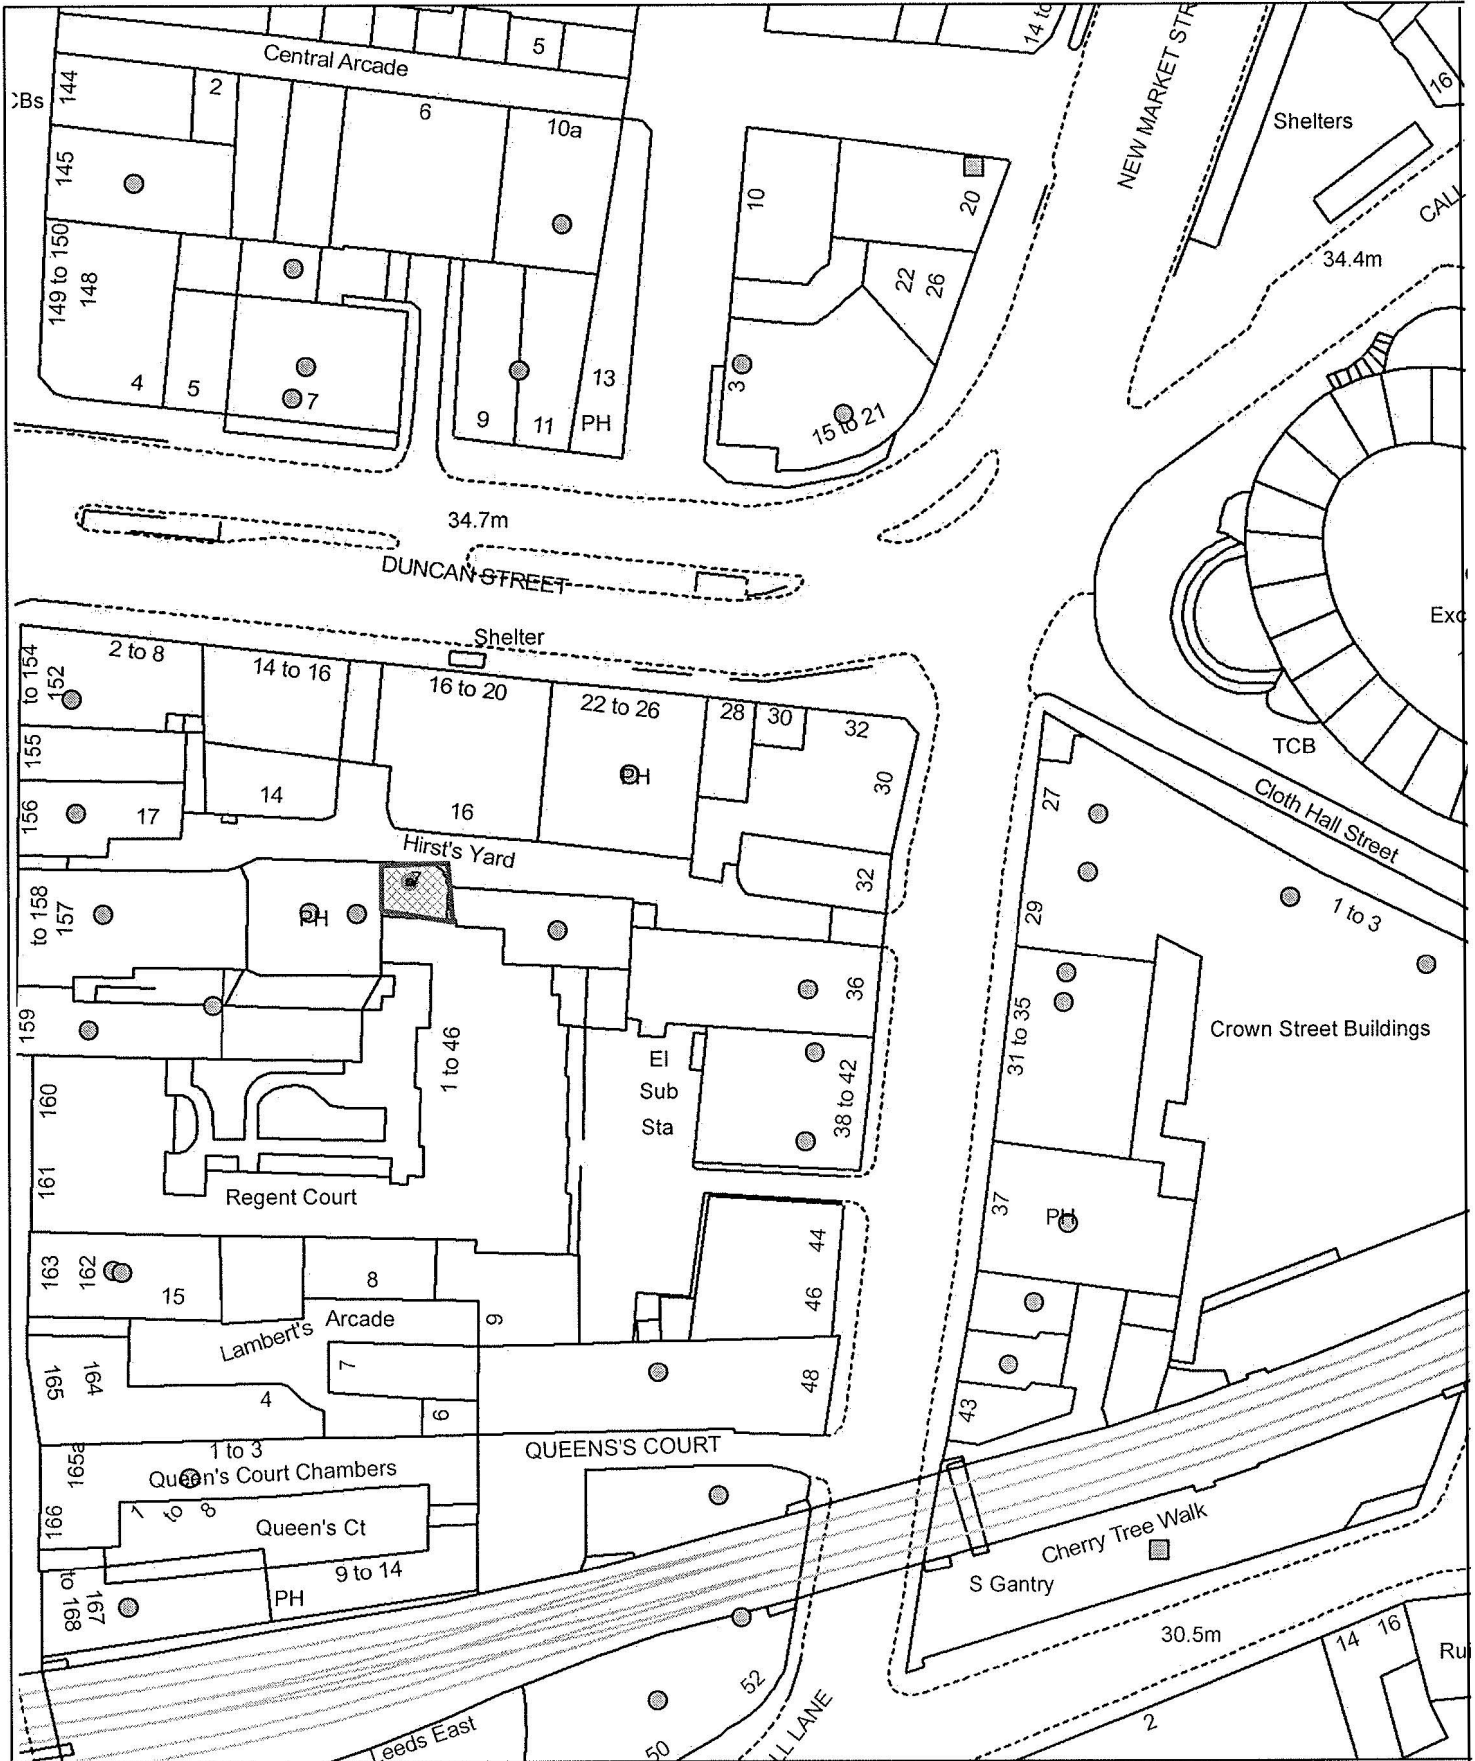 Central Arcade
5
14 to
NEW MARKET STR
Shelters
16
144
2
6
10a
145
10
20
CALL
34.4m
149 to 150
148
22
26
4
5
7
9
11
13
PH
3
15 to 21
34.7m
DUNCAN STREET
Shelter
Exc
to 154
152
2 to 8
14 to 16
16 to 20
22 to 26
28
30
32
30
TCB
155
156
17
14
16
PH
27
Cloth Hall Street
Hirst's Yard
7
32
to 158
157
PH
29
1 to 3
159
36
31 to 35
Crown Street Buildings
1 to 46
El
Sub
Sta
38 to 42
160
161
Regent Court
37
PH
163
162
15
8
9
44
46
Lambert's Arcade
165
164
7
4
6
48
43
165a
1 to 3
QUEENS'S COURT
Queen's Court Chambers
166
1 to 8
Queen's Ct
9 to 14
to 168
167
PH
Cherry Tree Walk
S Gantry
30.5m
14
16
Rui
52
50
LL LANE
2
Leeds East